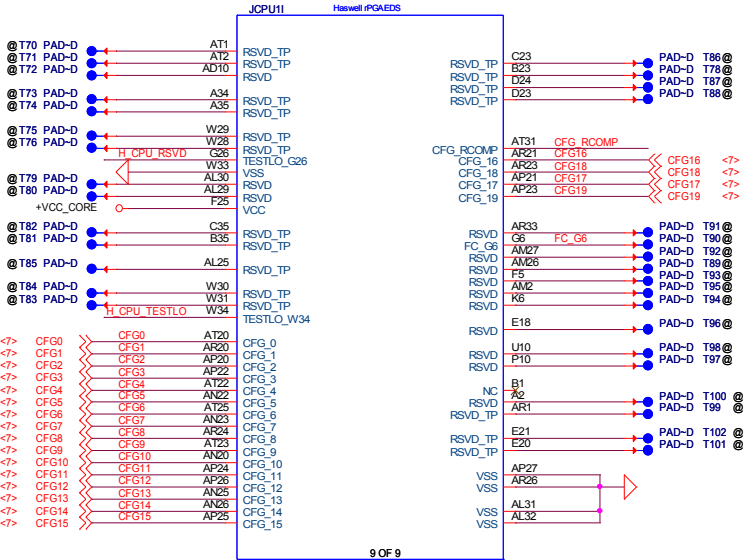 JCPU1I Haswell rPGAEDS
@T70 PAD~D AT1 RSVD_TP
@T71 PAD~D AT2 RSVD_TP
@T72 PAD~D AD10 RSVD
@T73 PAD~D A34 RSVD_TP
@T74 PAD~D A35 RSVD_TP
@T75 PAD~D W29 RSVD_TP
@T76 PAD~D W28 RSVD_TP
H_CPU_RSVD G26 TESTLO_G26
W33 VSS
@T79 PAD~D AL30 RSVD
@T80 PAD~D AL29 RSVD
+VCC_CORE F25 VCC
@T82 PAD~D C35 RSVD_TP
@T81 PAD~D B35 RSVD_TP
@T85 PAD~D AL25 RSVD_TP
@T84 PAD~D W30 RSVD_TP
@T83 PAD~D W31 RSVD_TP
H_CPU_TESTLO W34 TESTLO_W34
<7> CFG0 CFG0 AT20 CFG_0
<7> CFG1 CFG1 AR20 CFG_1
<7> CFG2 CFG2 AP20 CFG_2
<7> CFG3 CFG3 AP22 CFG_3
<7> CFG4 CFG4 AT22 CFG_4
<7> CFG5 CFG5 AN22 CFG_5
<7> CFG6 CFG6 AT25 CFG_6
<7> CFG7 CFG7 AN23 CFG_7
<7> CFG8 CFG8 AR24 CFG_8
<7> CFG9 CFG9 AT23 CFG_9
<7> CFG10 CFG10 AN20 CFG_10
<7> CFG11 CFG11 AP24 CFG_11
<7> CFG12 CFG12 AP26 CFG_12
<7> CFG13 CFG13 AN25 CFG_13
<7> CFG14 CFG14 AN26 CFG_14
<7> CFG15 CFG15 AP25 CFG_15
RSVD_TP C23 PAD~D T86@
RSVD_TP B23 PAD~D T78@
RSVD_TP D24 PAD~D T87@
RSVD_TP D23 PAD~D T88@
CFG_RCOMP AT31 CFG_RCOMP
CFG_16 AR21 CFG16 CFG16 <7>
CFG_18 AR23 CFG18 CFG18 <7>
CFG_17 AP21 CFG17 CFG17 <7>
CFG_19 AP23 CFG19 CFG19 <7>
RSVD AR33 PAD~D T91@
FC_G6 G6 FC_G6 PAD~D T90@
RSVD AM27 PAD~D T92@
RSVD AM26 PAD~D T89@
RSVD F5 PAD~D T93@
RSVD AM2 PAD~D T95@
RSVD K6 PAD~D T94@
RSVD E18 PAD~D T96@
RSVD U10 PAD~D T98@
RSVD P10 PAD~D T97@
NC B1
RSVD A2 PAD~D T100 @
RSVD_TP AR1 PAD~D T99 @
RSVD_TP E21 PAD~D T102 @
RSVD_TP E20 PAD~D T101 @
VSS AP27
VSS AR26
VSS AL31
VSS AL32
9 OF 9